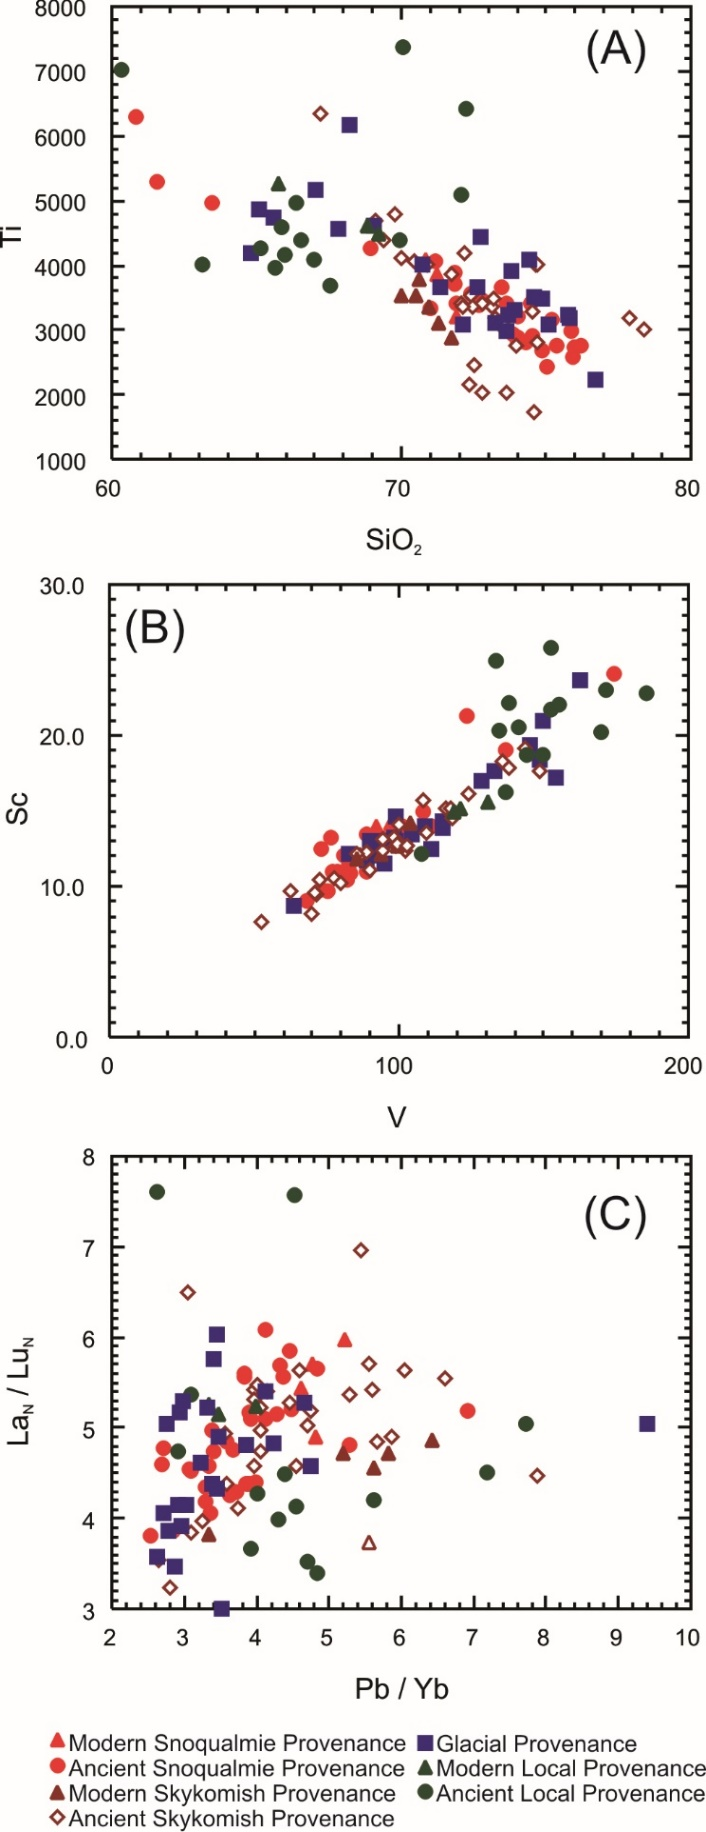 8000
(A)
7000
6000
5000
Ti
4000
3000
2000
1000
60 70 80
SiO2
30.0
(B)
20.0
Sc
10.0
0.0
0 100 200
V
8
(C)
7
6
LaN / LuN
5
4
3
2 3 4 5 6 7 8 9 10
Pb / Yb
Modern Snoqualmie Provenance Glacial Provenance
Ancient Snoqualmie Provenance Modern Local Provenance
Modern Skykomish Provenance Ancient Local Provenance
Ancient Skykomish Provenance